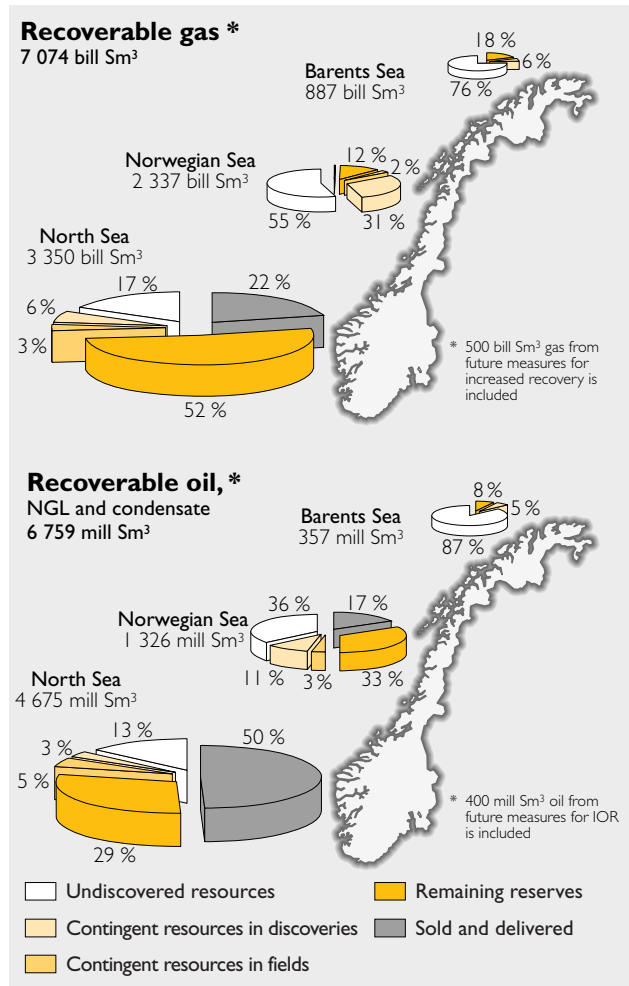 Recoverable gas *
7 074 bill Sm³
18 %
6 %
Barents Sea
887 bill Sm³
76 %
Norwegian Sea
2 337 bill Sm³
12 %
2 %
55 %
31 %
North Sea
3 350 bill Sm³
17 %
22 %
6 %
3 %
52 %
* 500 bill Sm³ gas from
future measures for
increased recovery is
included
Recoverable oil, *
NGL and condensate
6 759 mill Sm³
8 %
5 %
Barents Sea
357 mill Sm³
87 %
Norwegian Sea
1 326 mill Sm³
36 %
17 %
11 %
3 %
33 %
North Sea
4 675 mill Sm³
13 %
50 %
3 %
5 %
29 %
* 400 mill Sm³ oil from
future measures for IOR
is included
Undiscovered resources
Remaining reserves
Contingent resources in discoveries
Sold and delivered
Contingent resources in fields